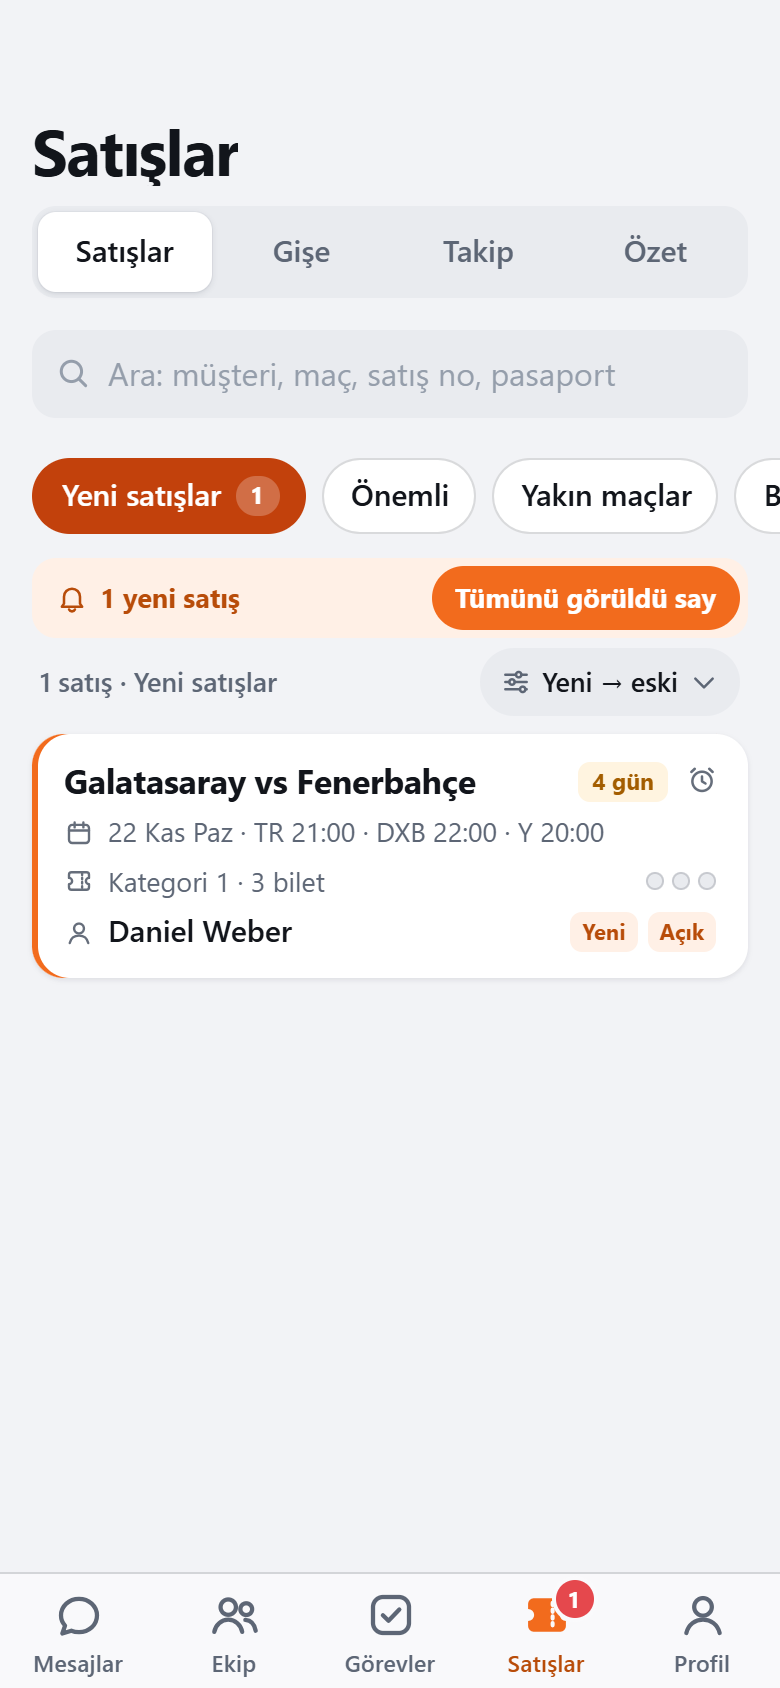 Satışlar
Satışlar Gişe Takip Özet
Ara: müşteri, maç, satış no, pasaport
Yeni satışlar 1 Önemli Yakın maçlar B
1 yeni satış Tümünü görüldü say
1 satış · Yeni satışlar Yeni → eski
Galatasaray vs Fenerbahçe 4 gün
22 Kas Paz · TR 21:00 · DXB 22:00 · Y 20:00
Kategori 1 · 3 bilet
Daniel Weber Yeni Açık
1
Mesajlar Ekip Görevler Satışlar Profil